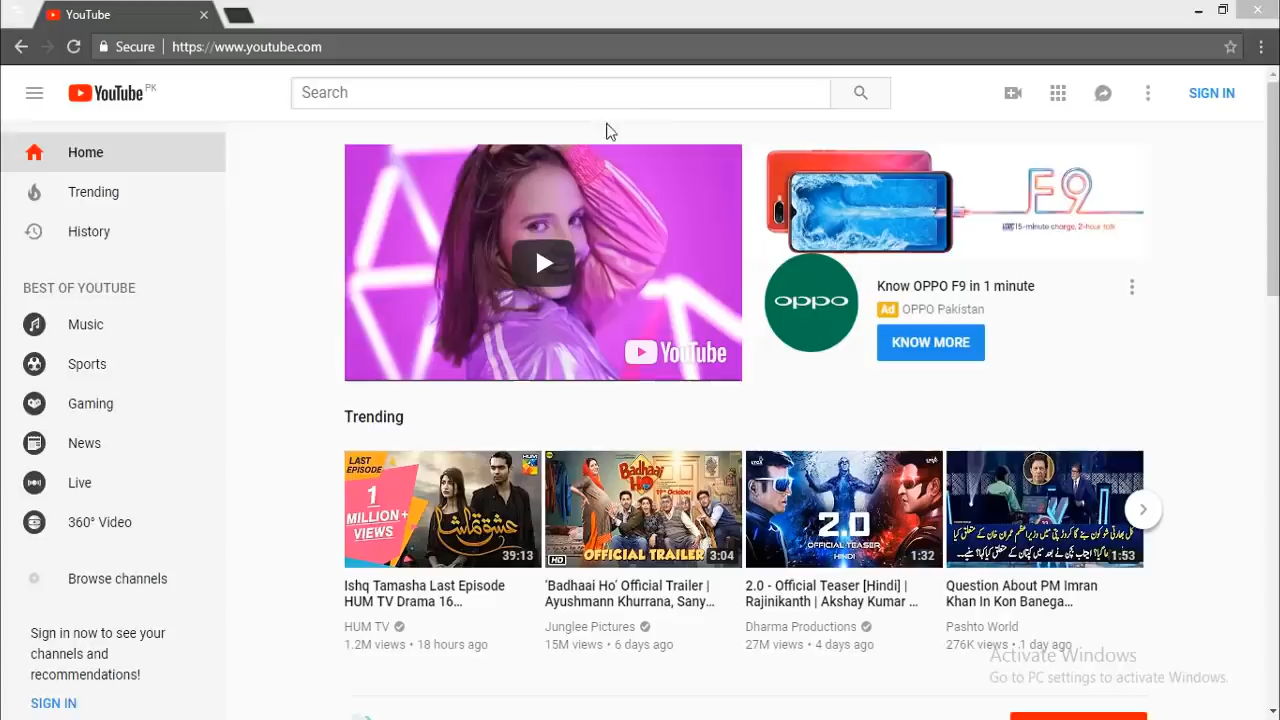 YouTube
Secure https://www.youtube.com
YouTube PK
Search
SIGN IN
Home
Trending
History
BEST OF YOUTUBE
Music
Sports
Gaming
News
Live
360° Video
Browse channels
Sign in now to see your
channels and
recommendations!
SIGN IN
YouTube
F9
15-minute charge, 2-hour talk
oppo
Know OPPO F9 in 1 minute
Ad OPPO Pakistan
KNOW MORE
Trending
LAST
EPISODE
HUM
1
MILLION+
VIEWS
عشق تماشا
39:13
Ishq Tamasha Last Episode
HUM TV Drama 16...
HUM TV
1.2M views • 18 hours ago
Badhaai
Ho
19th October
OFFICIAL TRAILER
HD
3:04
'Badhaai Ho' Official Trailer |
Ayushmann Khurrana, Sany...
Junglee Pictures
15M views • 6 days ago
2.0
OFFICIAL TEASER
HINDI
1:32
2.0 - Official Teaser [Hindi] |
Rajinikanth | Akshay Kumar ...
Dharma Productions
27M views • 4 days ago
1:53
Question About PM Imran
Khan In Kon Banega...
Pashto World
276K views • 1 day ago
Activate Windows
Go to PC settings to activate Windows.